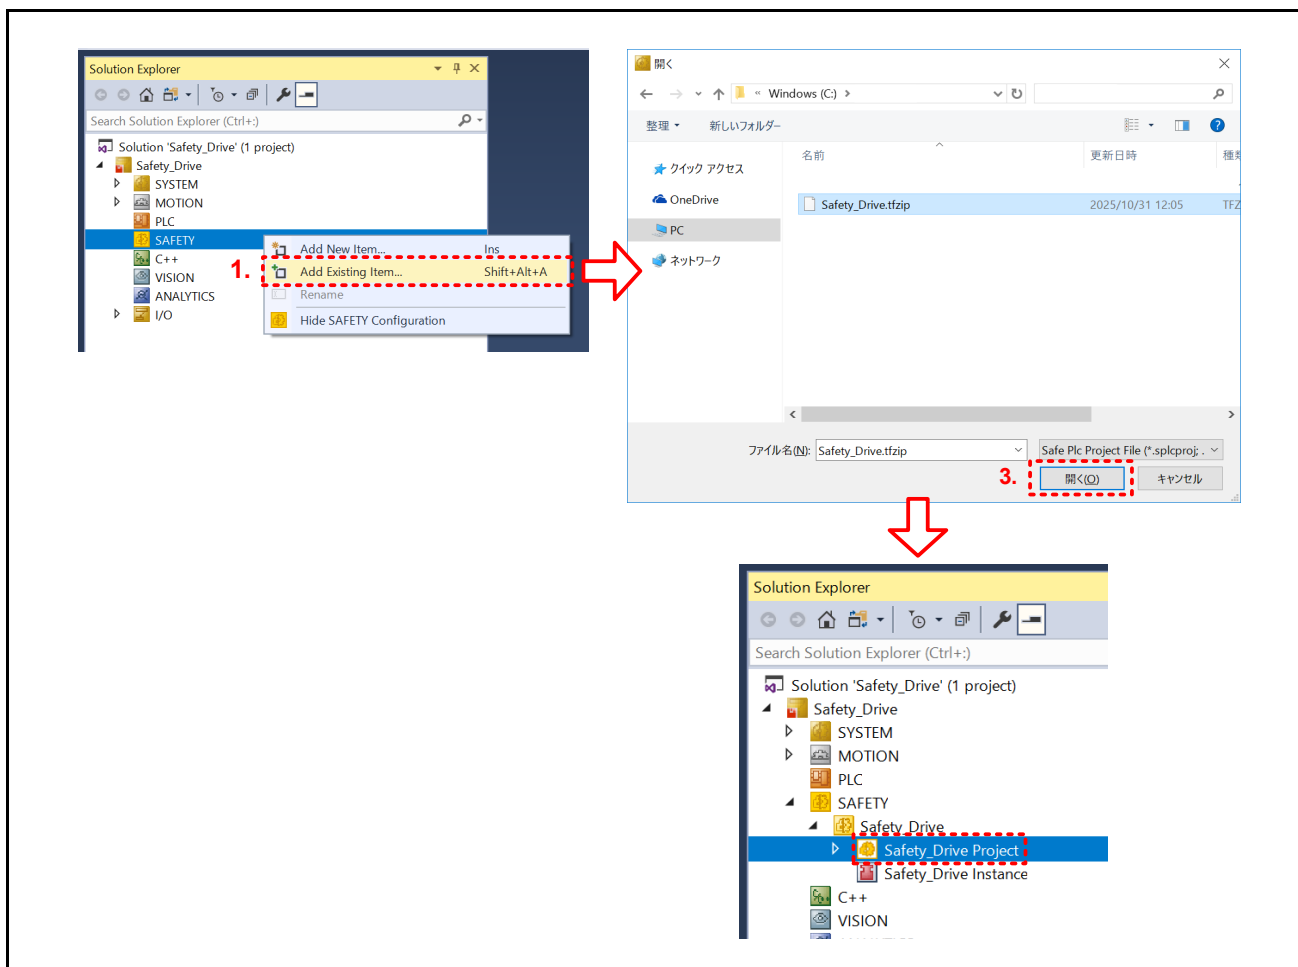 Solution Explorer
Search Solution Explorer (Ctrl+:)
Solution 'Safety_Drive' (1 project)
Safety_Drive
SYSTEM
MOTION
PLC
SAFETY
C++
VISION
ANALYTICS
I/O
1.
Add New Item... Ins
Add Existing Item... Shift+Alt+A
Rename
Hide SAFETY Configuration
開く
« Windows (C:) >
整理 新しいフォルダー
名前 更新日時 種類
クイック アクセス
OneDrive
PC
ネットワーク
Safety_Drive.tfzip 2025/10/31 12:05 TFZ
ファイル名(N): Safety_Drive.tfzip Safe Plc Project File (*.splcproj; .
3. 開く(O) キャンセル
Solution Explorer
Search Solution Explorer (Ctrl+:)
Solution 'Safety_Drive' (1 project)
Safety_Drive
SYSTEM
MOTION
PLC
SAFETY
Safety_Drive
Safety_Drive Project
Safety_Drive Instance
C++
VISION